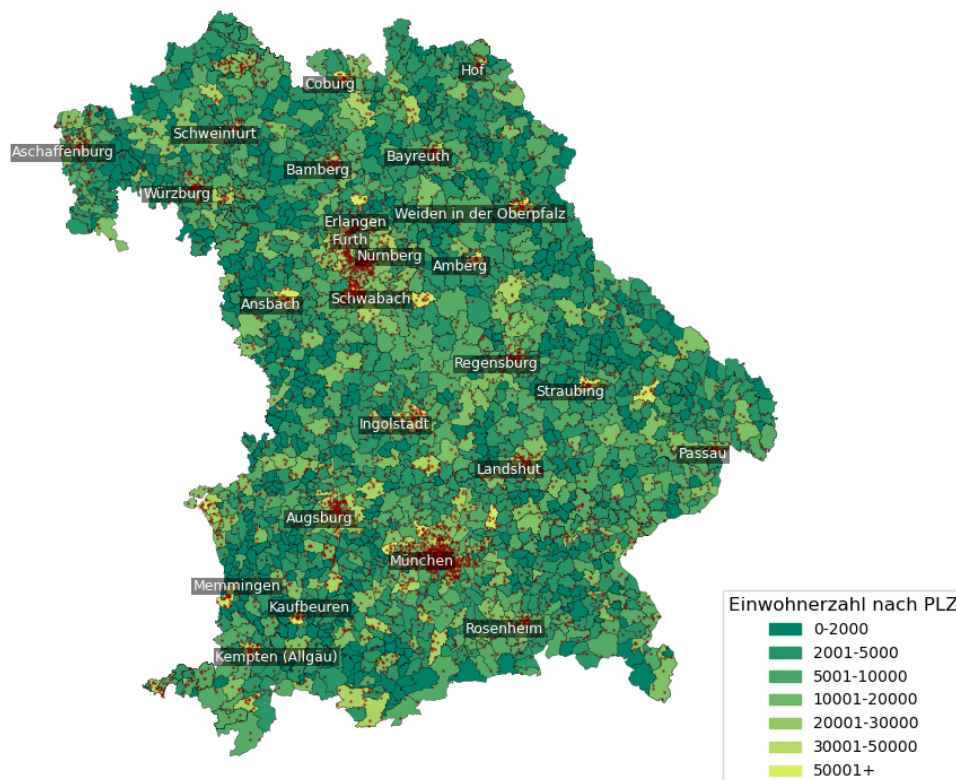 Hof
Coburg
Schweinfurt
Aschaffenburg
Bayreuth
Bamberg
Würzburg
Weiden in der Oberpfalz
Erlangen
Fürth
Nürnberg
Amberg
Ansbach
Schwabach
Regensburg
Straubing
Ingolstadt
Passau
Landshut
Augsburg
München
Memmingen
Kaufbeuren
Rosenheim
Kempten (Allgäu)
Einwohnerzahl nach PLZ
0-2000
2001-5000
5001-10000
10001-20000
20001-30000
30001-50000
50001+